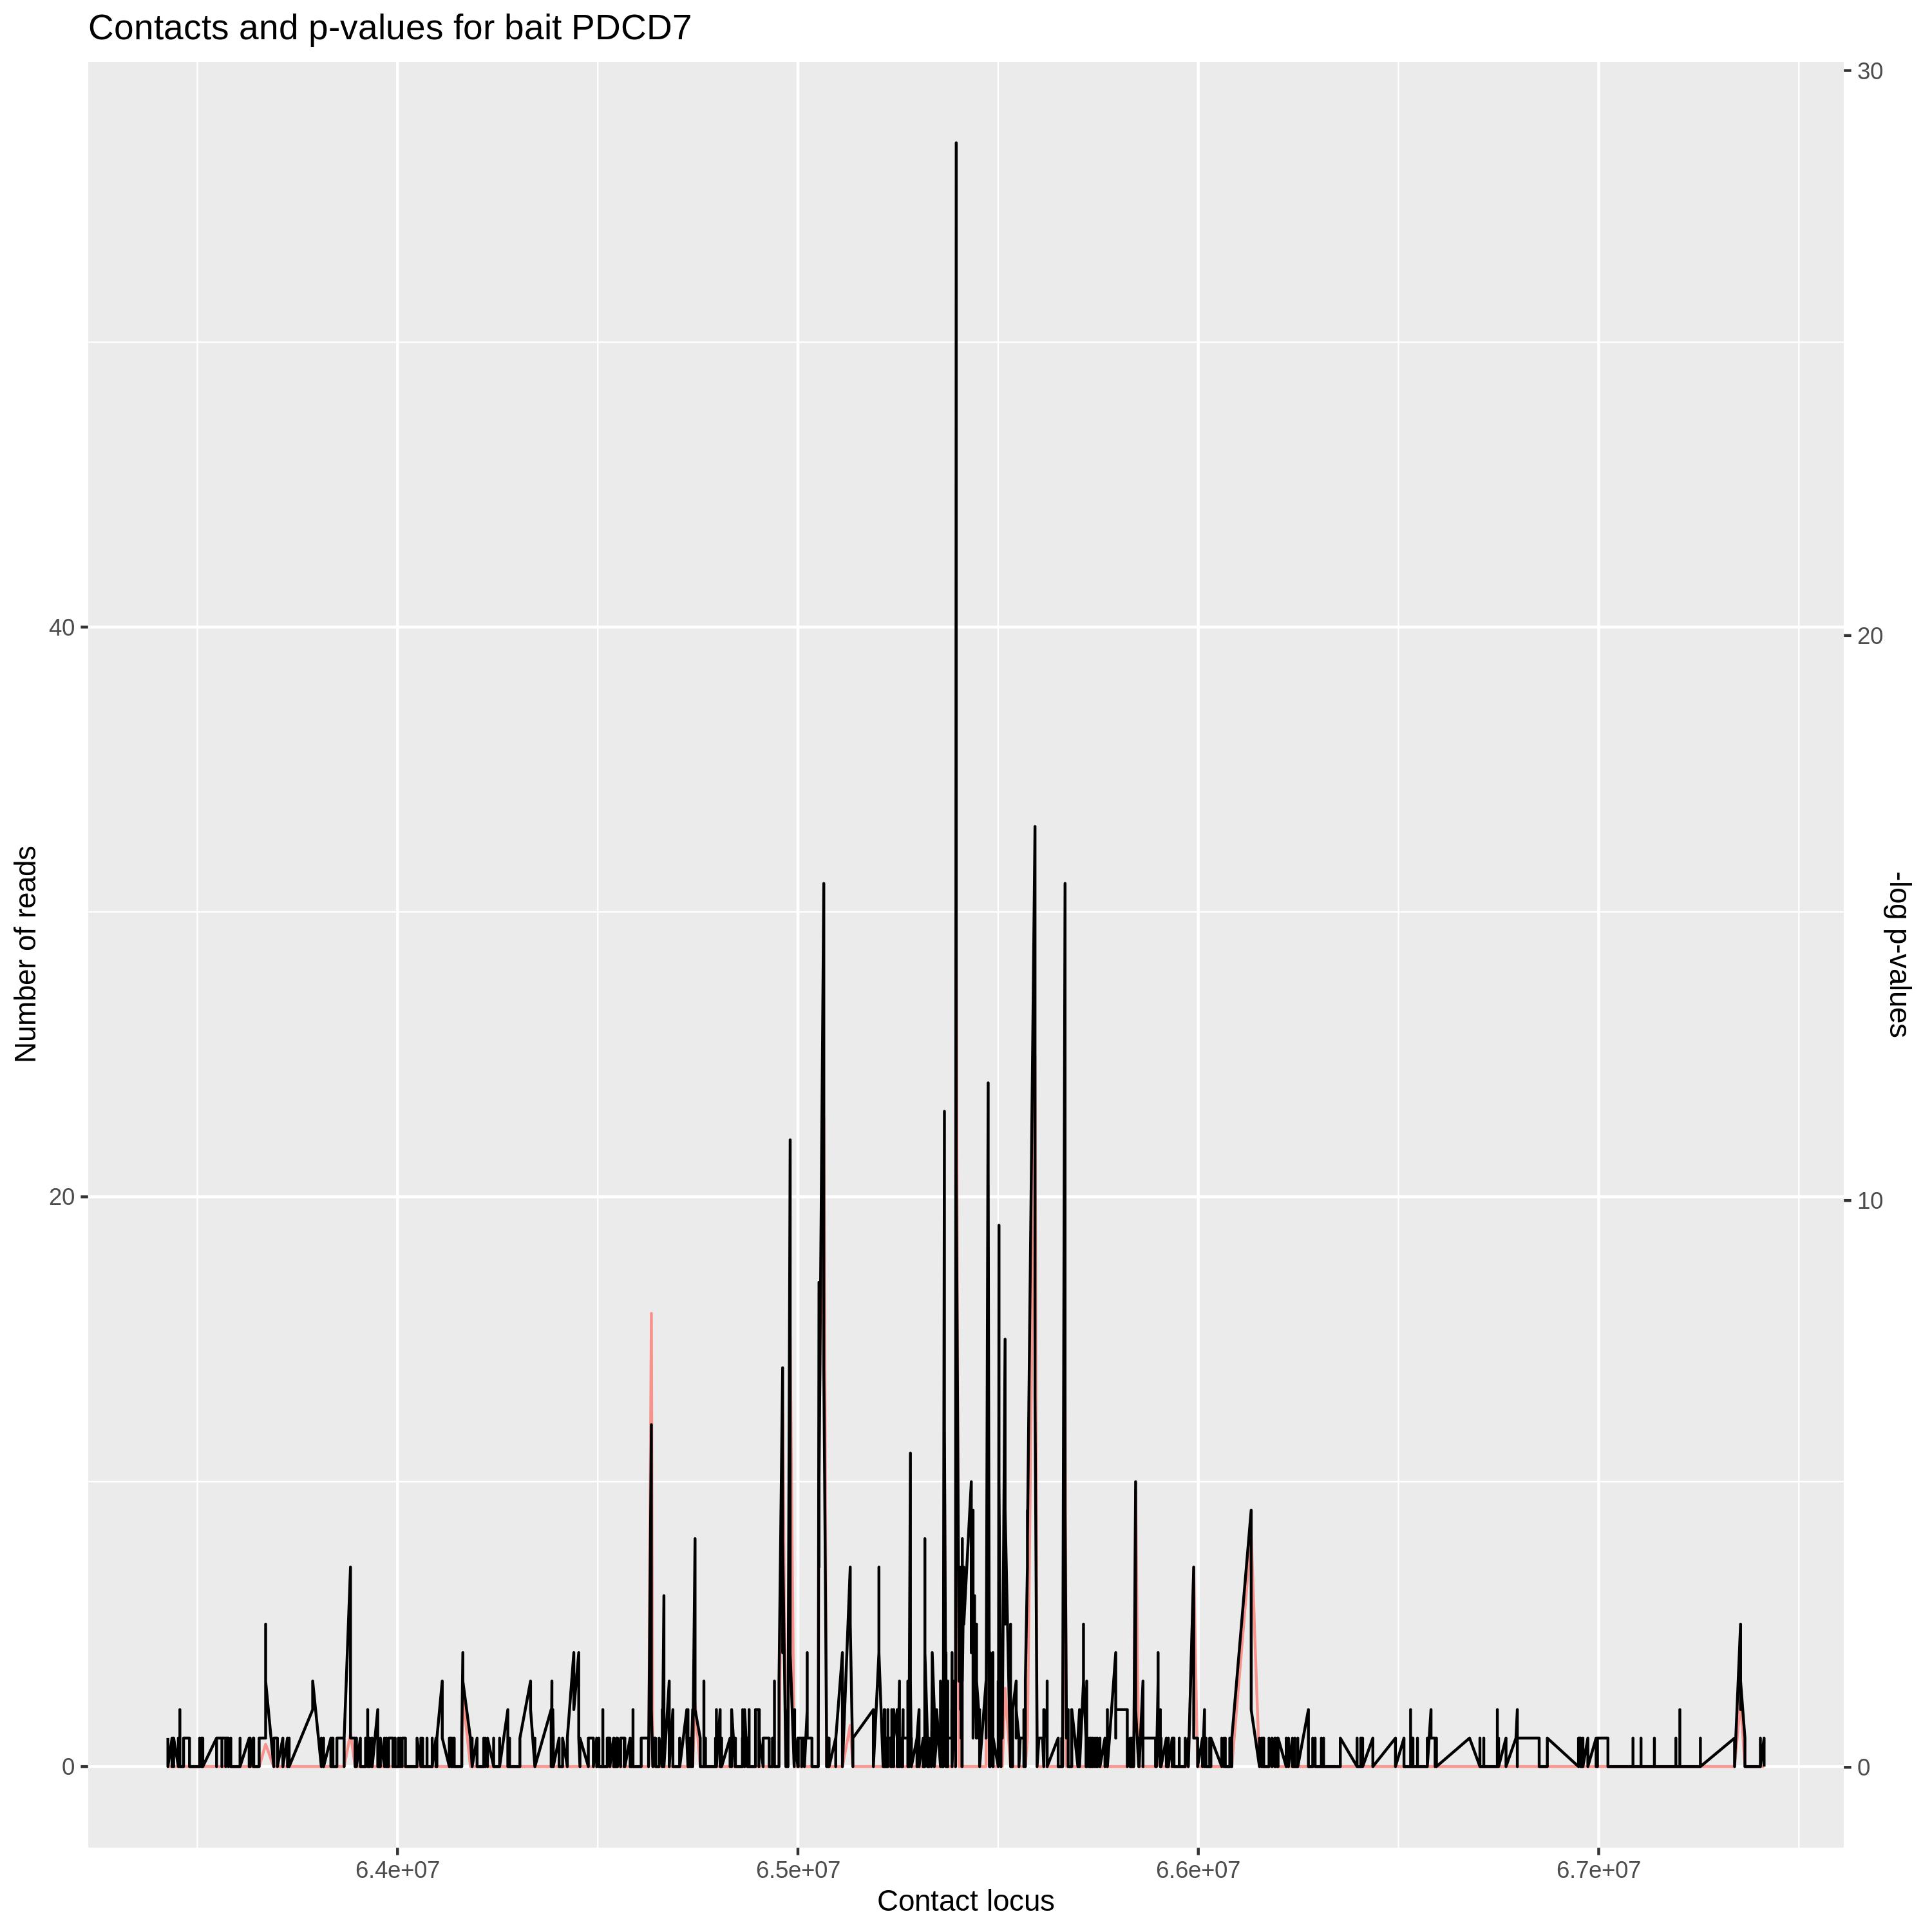 Contacts and p-values for bait PDCD7
30
40
20
20
10
0
0
Number of reads
-log p-values
6.4e+07
6.5e+07
6.6e+07
6.7e+07
Contact locus